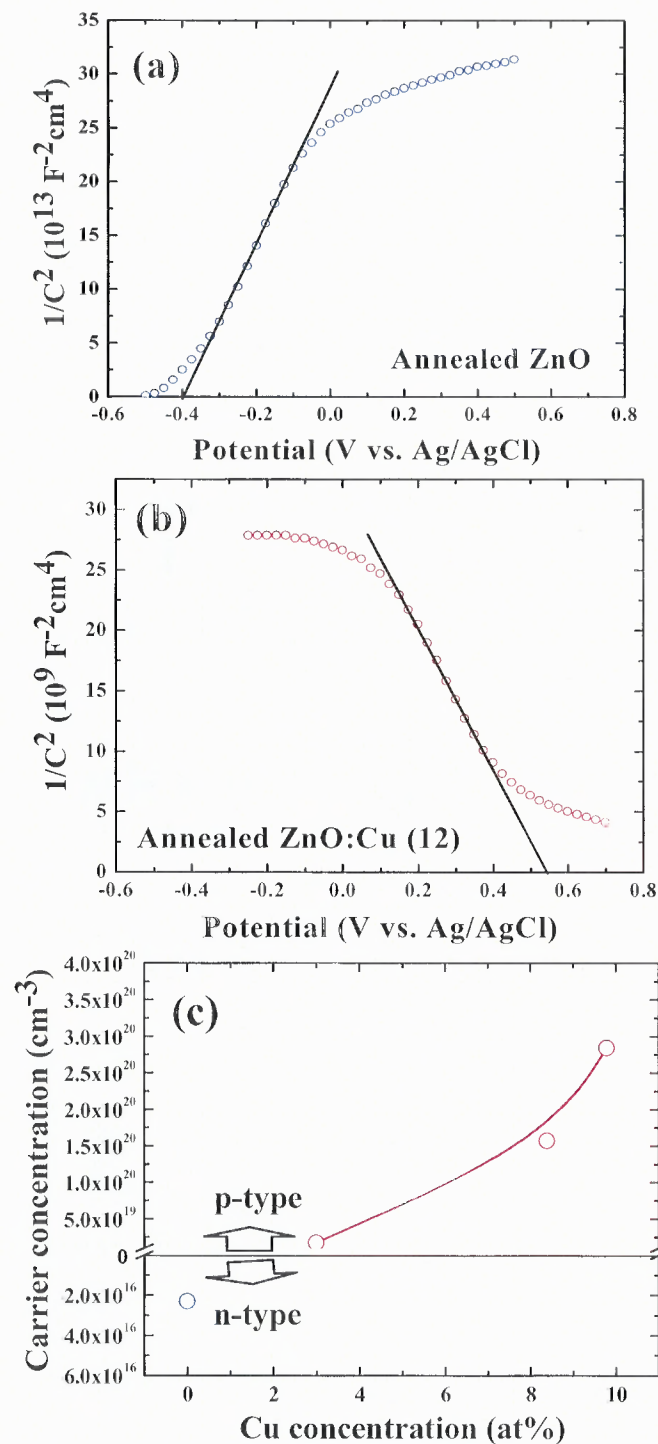 (a)
35
30
25
20
15
10
5
0
1/C² (10¹³ F⁻²cm⁴)
Annealed ZnO
-0.6 -0.4 -0.2 0.0 0.2 0.4 0.6 0.8
Potential (V vs. Ag/AgCl)
(b)
30
25
20
15
10
5
0
1/C² (10⁹ F⁻²cm⁴)
Annealed ZnO:Cu (12)
-0.6 -0.4 -0.2 0.0 0.2 0.4 0.6 0.8
Potential (V vs. Ag/AgCl)
(c)
4.0x10²⁰
3.5x10²⁰
3.0x10²⁰
2.5x10²⁰
2.0x10²⁰
1.5x10²⁰
1.0x10²⁰
5.0x10¹⁹
0
2.0x10¹⁶
4.0x10¹⁶
6.0x10¹⁶
Carrier concentration (cm⁻³)
p-type
n-type
0 2 4 6 8 10
Cu concentration (at%)